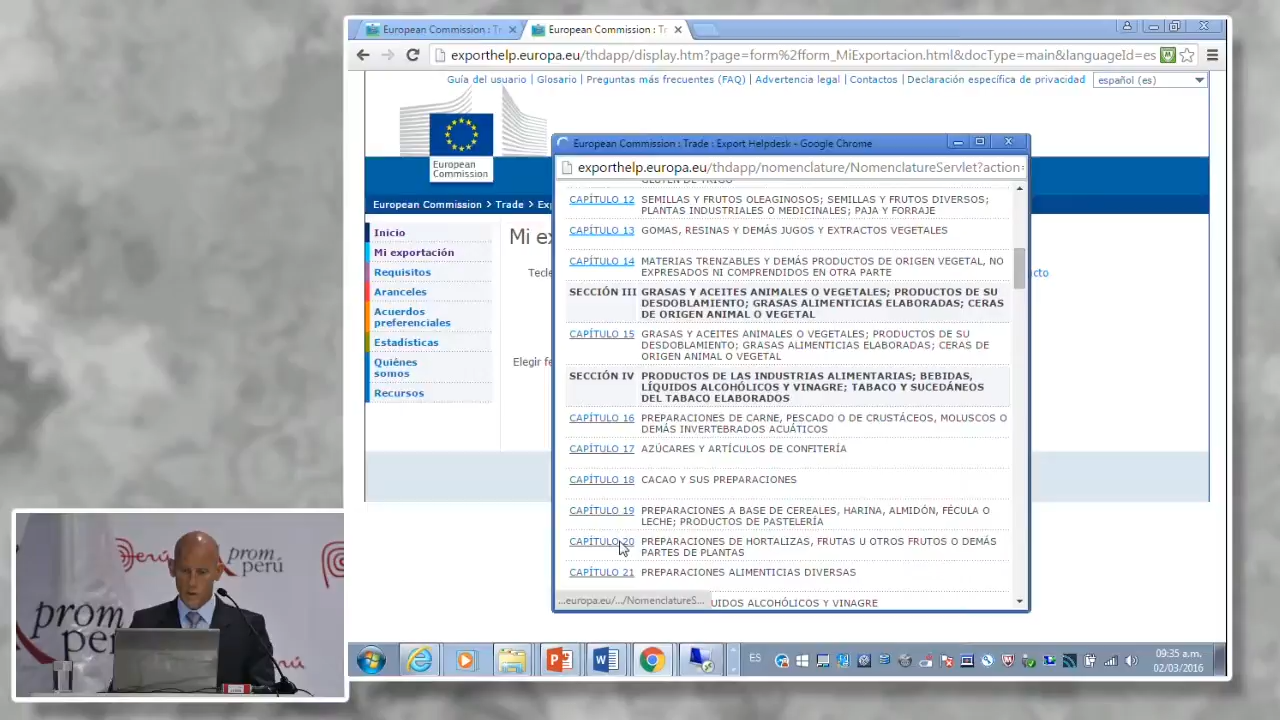 European Commission : Tr
European Commission : Tr
exporthelp.europa.eu/thdapp/display.htm?page=form%2fform_MiExportacion.html&docType=main&languageId=es
Guía del usuario | Glosario | Preguntas más frecuentes (FAQ) | Advertencia legal | Contactos | Declaración específica de privacidad
español (es)
European
Commission
European Commission > Trade > Exp
Inicio
Mi exportación
Requisitos
Aranceles
Acuerdos
preferenciales
Estadísticas
Quiénes
somos
Recursos
Mi ex
Tecle
ucto
Elegir fe
European Commission : Trade : Export Helpdesk - Google Chrome
exporthelp.europa.eu/thdapp/nomenclature/NomenclatureServlet?action=
GLUTEN DE TRIGO
CAPÍTULO 12 SEMILLAS Y FRUTOS OLEAGINOSOS; SEMILLAS Y FRUTOS DIVERSOS;
PLANTAS INDUSTRIALES O MEDICINALES; PAJA Y FORRAJE
CAPÍTULO 13 GOMAS, RESINAS Y DEMÁS JUGOS Y EXTRACTOS VEGETALES
CAPÍTULO 14 MATERIAS TRENZABLES Y DEMÁS PRODUCTOS DE ORIGEN VEGETAL, NO
EXPRESADOS NI COMPRENDIDOS EN OTRA PARTE
SECCIÓN III GRASAS Y ACEITES ANIMALES O VEGETALES; PRODUCTOS DE SU
DESDOBLAMIENTO; GRASAS ALIMENTICIAS ELABORADAS; CERAS
DE ORIGEN ANIMAL O VEGETAL
CAPÍTULO 15 GRASAS Y ACEITES ANIMALES O VEGETALES; PRODUCTOS DE SU
DESDOBLAMIENTO; GRASAS ALIMENTICIAS ELABORADAS; CERAS DE
ORIGEN ANIMAL O VEGETAL
SECCIÓN IV PRODUCTOS DE LAS INDUSTRIAS ALIMENTARIAS; BEBIDAS,
LÍQUIDOS ALCOHÓLICOS Y VINAGRE; TABACO Y SUCEDÁNEOS
DEL TABACO ELABORADOS
CAPÍTULO 16 PREPARACIONES DE CARNE, PESCADO O DE CRUSTÁCEOS, MOLUSCOS O
DEMÁS INVERTEBRADOS ACUÁTICOS
CAPÍTULO 17 AZÚCARES Y ARTÍCULOS DE CONFITERÍA
CAPÍTULO 18 CACAO Y SUS PREPARACIONES
CAPÍTULO 19 PREPARACIONES A BASE DE CEREALES, HARINA, ALMIDÓN, FÉCULA O
LECHE; PRODUCTOS DE PASTELERÍA
CAPÍTULO 20 PREPARACIONES DE HORTALIZAS, FRUTAS U OTROS FRUTOS O DEMÁS
PARTES DE PLANTAS
CAPÍTULO 21 PREPARACIONES ALIMENTICIAS DIVERSAS
...europa.eu/.../NomenclatureS... UIDOS ALCOHÓLICOS Y VINAGRE
ES
09:35 a.m.
02/03/2016
Perú
prom
perú
prom
pe